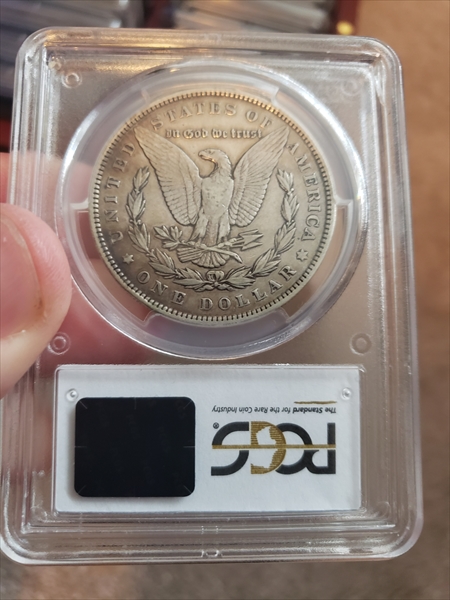 UNITED STATES OF AMERICA
In God we trust
ONE DOLLAR
PCGS®
The Standard for the Rare Coin Industry